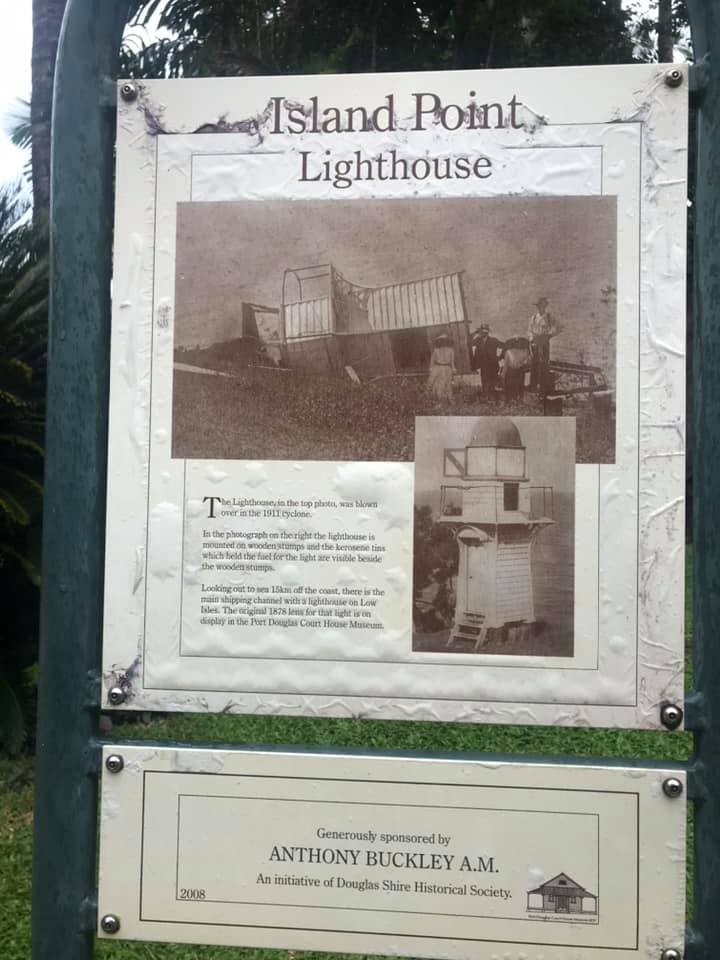 Island Point
Lighthouse
The Lighthouse, in the top photo, was blown
over in the 1911 cyclone.
In the photograph on the right the lighthouse is
mounted on wooden stumps and the kerosene tins
which held the fuel for the light are visible beside
the wooden stumps.
Looking out to sea 15km off the coast, there is the
main shipping channel with a lighthouse on Low
Isles. The original 1878 lens for that light is on
display in the Port Douglas Court House Museum.
Generously sponsored by
ANTHONY BUCKLEY A.M.
An initiative of Douglas Shire Historical Society.
2008